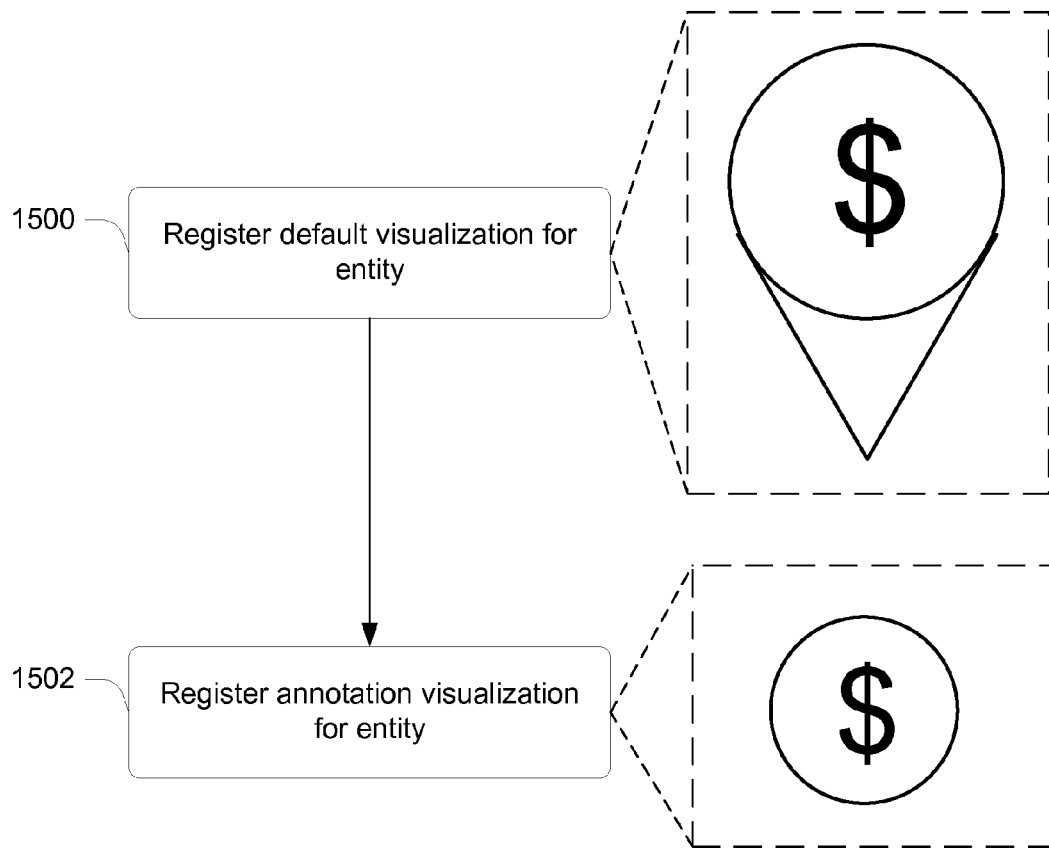 $
1500
Register default visualization for
entity
1502
Register annotation visualization
for entity
$